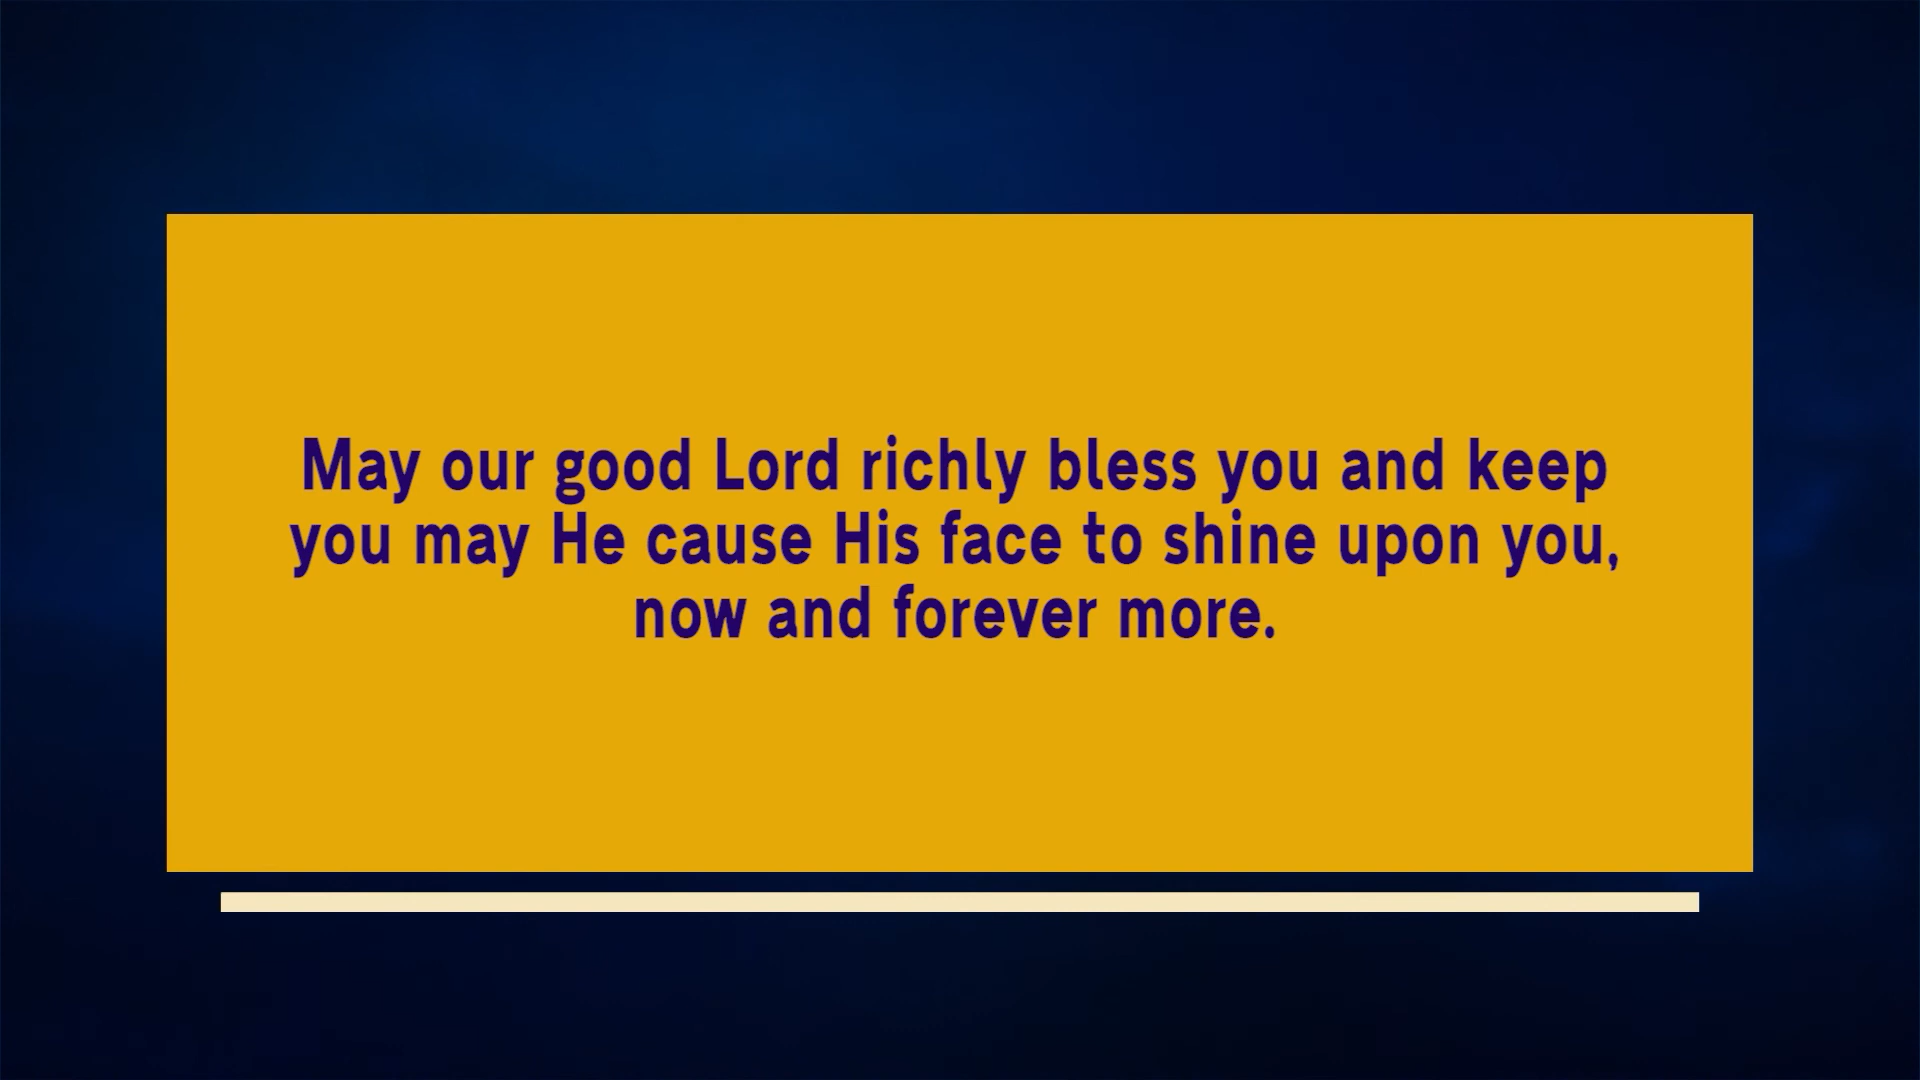 May our good Lord richly bless you and keep
you may He cause His face to shine upon you,
now and forever more.